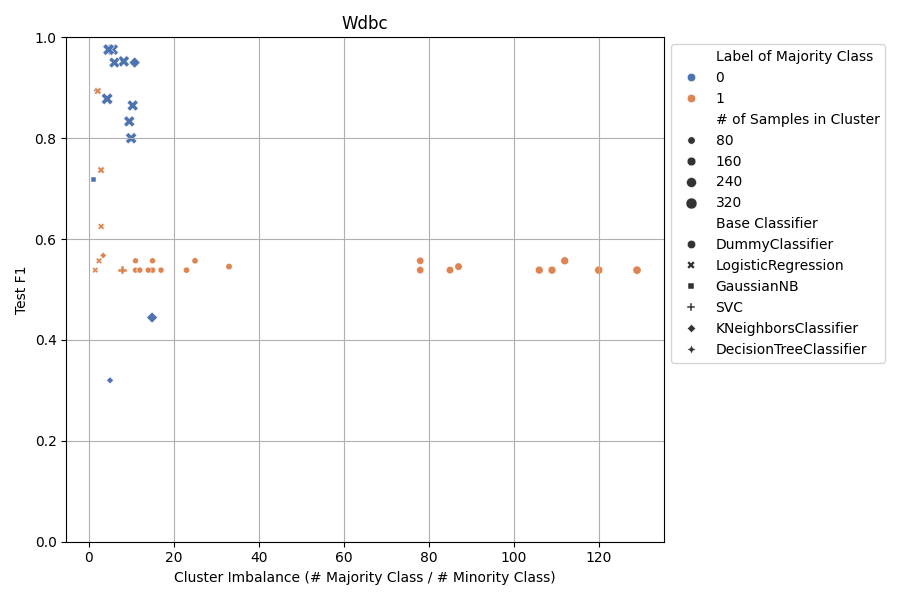 Wdbc
1.0
0.8
0.6
0.4
0.2
0.0
Test F1
0 20 40 60 80 100 120
Cluster Imbalance (# Majority Class / # Minority Class)
Label of Majority Class
0
1
# of Samples in Cluster
80
160
240
320
Base Classifier
DummyClassifier
LogisticRegression
GaussianNB
SVC
KNeighborsClassifier
DecisionTreeClassifier